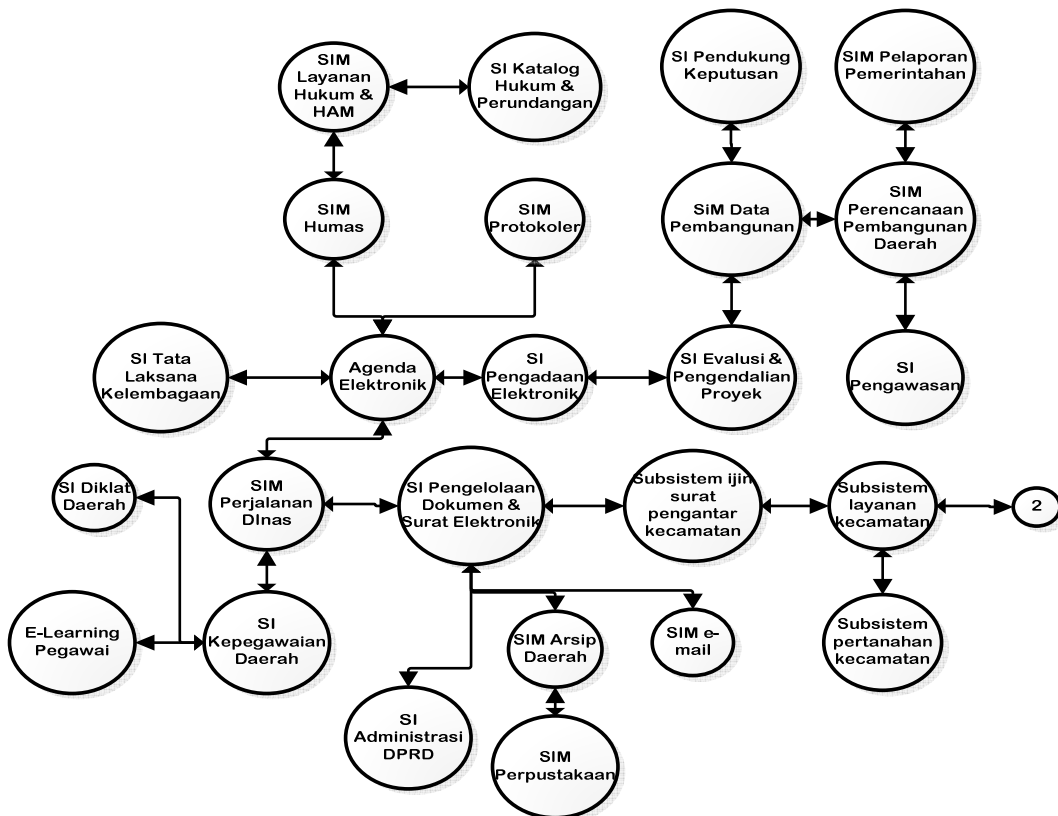 SIM
Layanan
Hukum &
HAM
SI Katalog
Hukum &
Perundangan
SI Pendukung
Keputusan
SIM Pelaporan
Pemerintahan
SIM
Humas
SIM
Protokoler
SiM Data
Pembangunan
SIM
Perencanaan
Pembangunan
Daerah
SI Tata
Laksana
Kelembagaan
Agenda
Elektronik
SI
Pengadaan
Elektronik
SI Evalusi &
Pengendalian
Proyek
SI
Pengawasan
SI Diklat
Daerah
SIM
Perjalanan
DInas
SI Pengelolaan
Dokumen &
Surat Elektronik
Subsistem ijin
surat
pengantar
kecamatan
Subsistem
layanan
kecamatan
2
E-Learning
Pegawai
SI
Kepegawaian
Daerah
SIM Arsip
Daerah
SIM e-
mail
Subsistem
pertanahan
kecamatan
SI
Administrasi
DPRD
SIM
Perpustakaan